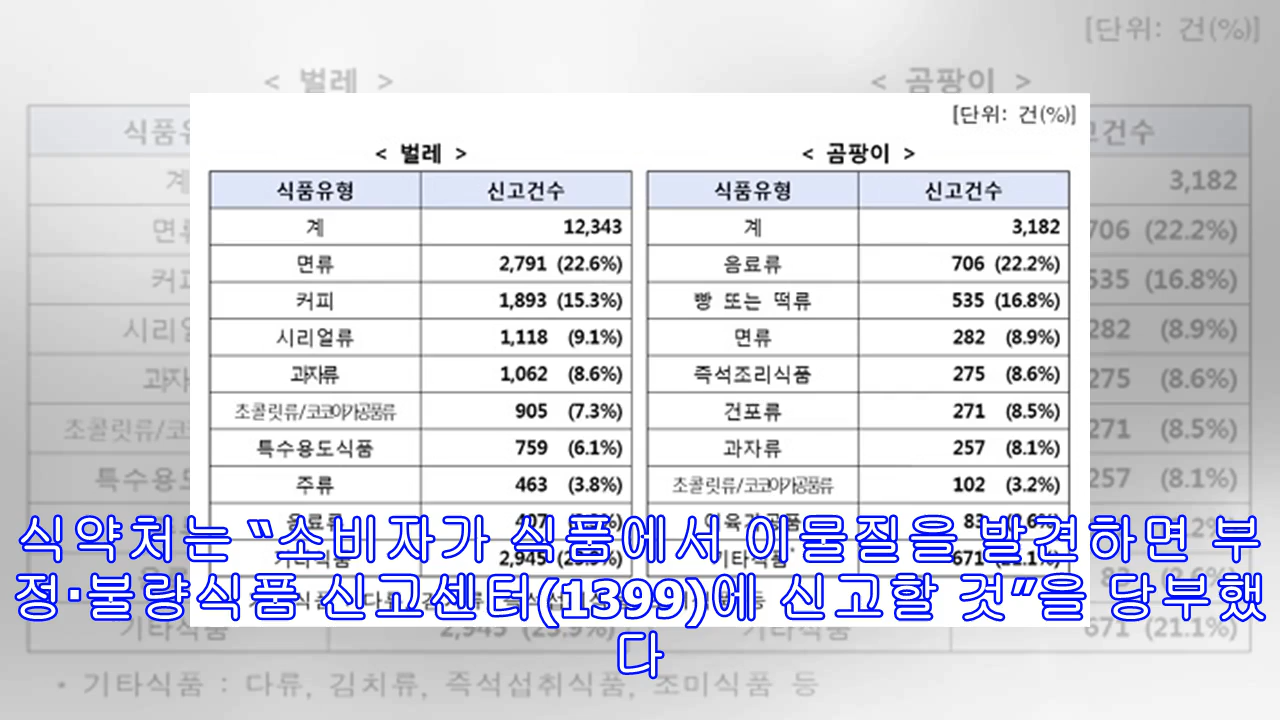 [단위: 건(%)]
< 벌레 >
식품유형 신고건수
계 12,343
면류 2,791 (22.6%)
커피 1,893 (15.3%)
시리얼류 1,118 (9.1%)
과자류 1,062 (8.6%)
초콜릿류/코코아가공품류 905 (7.3%)
특수용도식품 759 (6.1%)
주류 463 (3.8%)
음료류 407
기타식품 2,945 (23.9%)
< 곰팡이 >
식품유형 신고건수
계 3,182
음료류 706 (22.2%)
빵 또는 떡류 535 (16.8%)
면류 282 (8.9%)
즉석조리식품 275 (8.6%)
건포류 271 (8.5%)
과자류 257 (8.1%)
초콜릿류/코코아가공품류 102 (3.2%)
83 (2.6%)
기타식품 671 (21.1%)
식약처는 “소비자가 식품에서 이물질을 발견하면 부
정·불량식품 신고센터(1399)에 신고할 것”을 당부했
다
• 기타식품 : 다류, 김치류, 즉석섭취식품, 조미식품 등